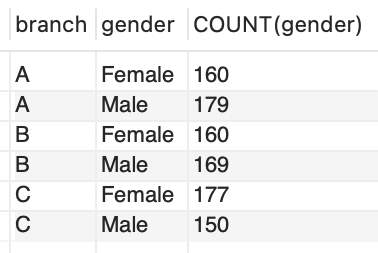 branch gender COUNT(gender)
A Female 160
A Male 179
B Female 160
B Male 169
C Female 177
C Male 150